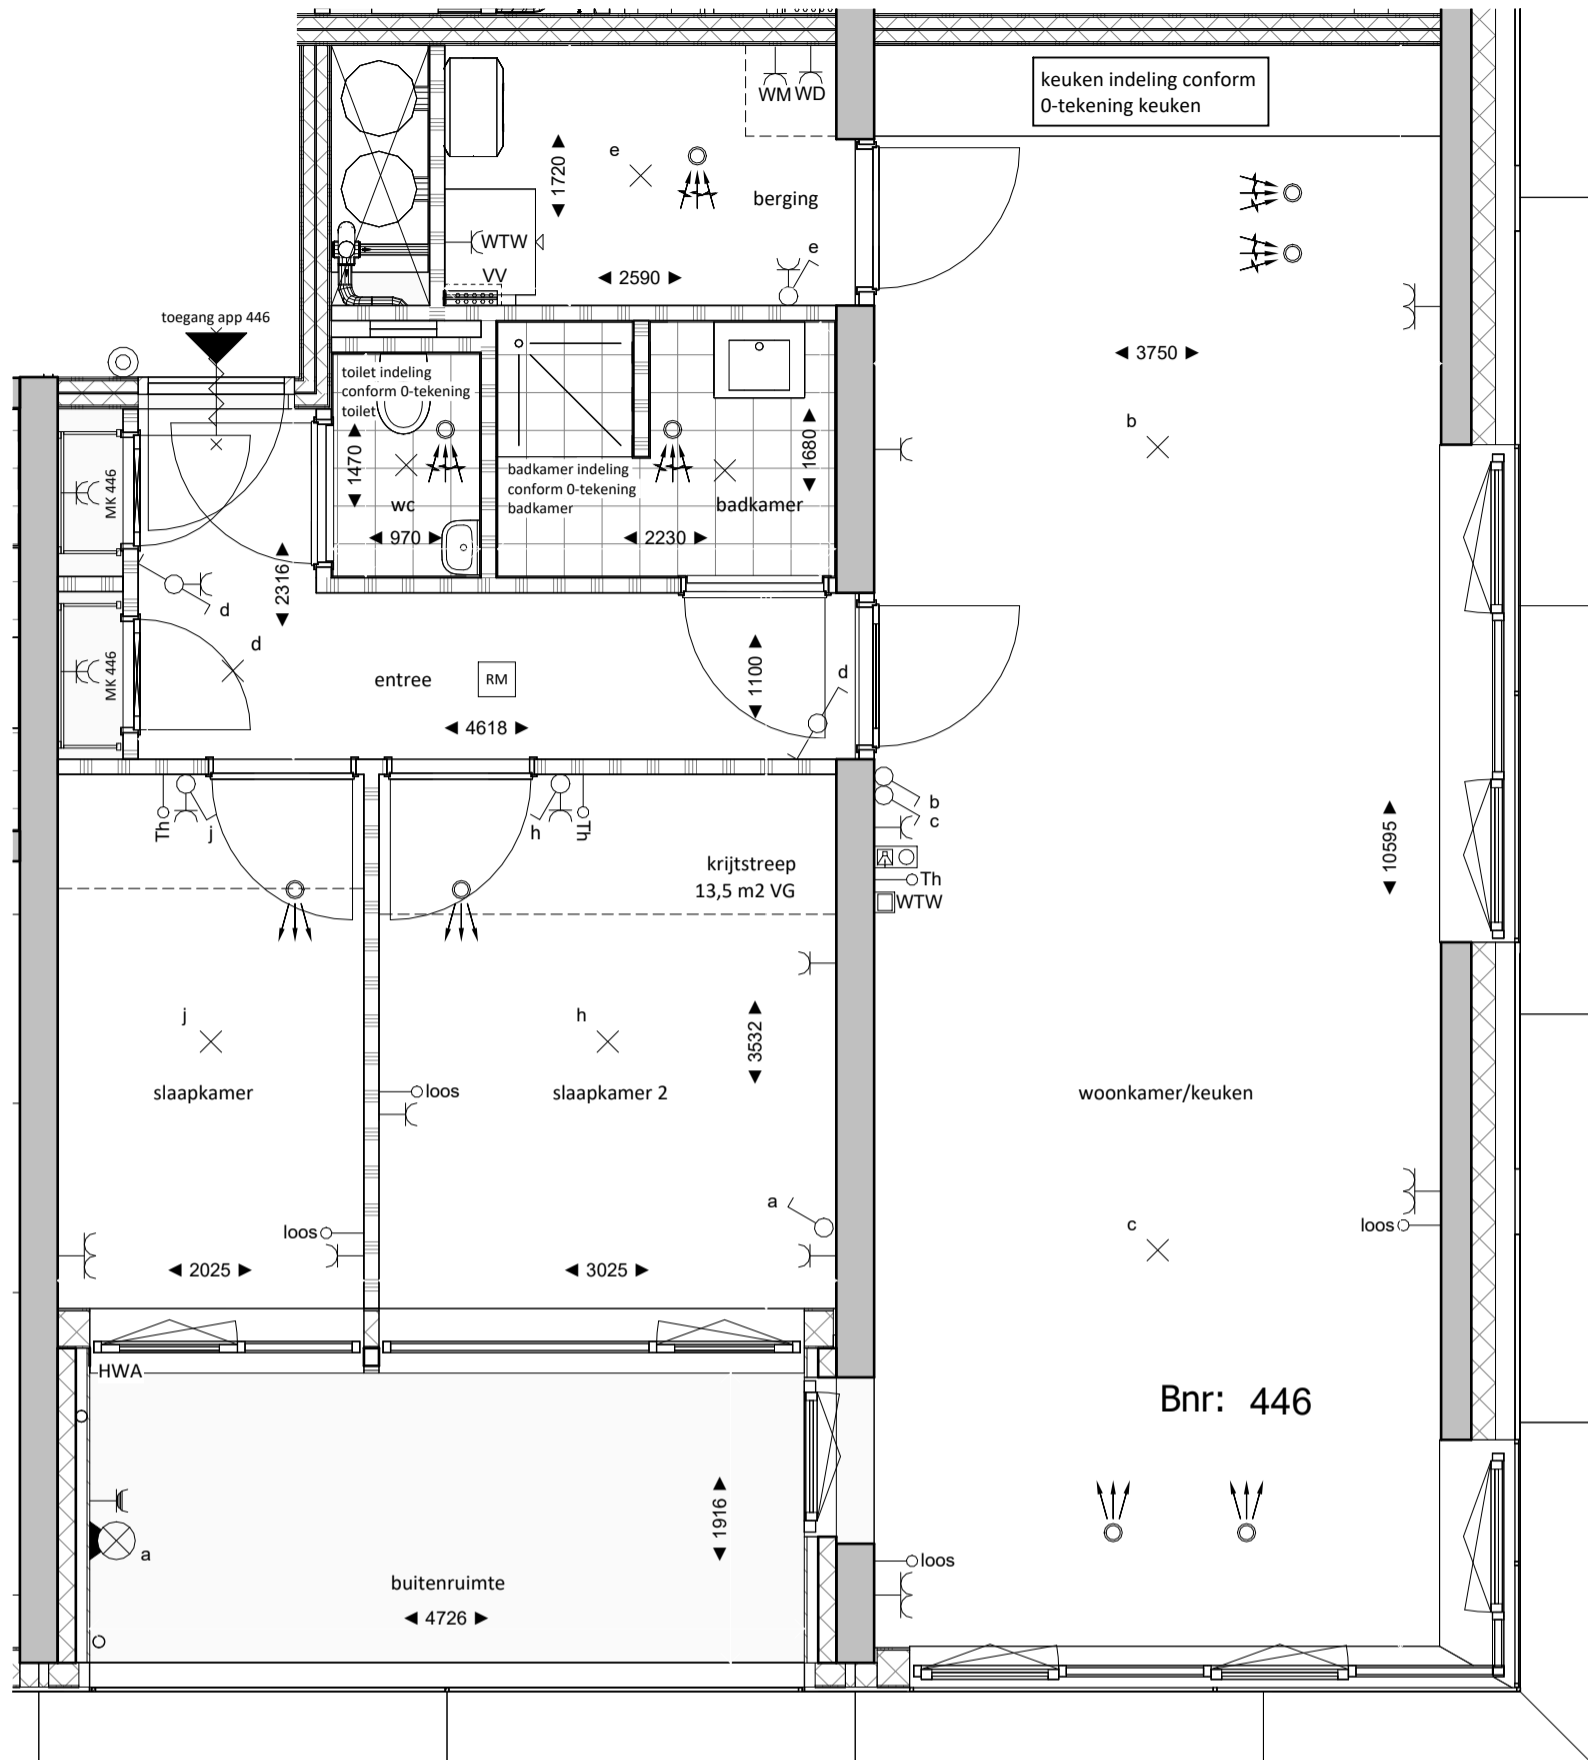 keuken indeling conform
0-tekening keuken
WM WD
e
1720
berging
WTW
e
VV
2590
toegang app 446
3750
toilet indeling
conform 0-tekening
toilet
b
1470
1680
badkamer indeling
conform 0-tekening
badkamer
MK 446
wc
badkamer
970
2230
2316
d
d
MK 446
entree
RM
1100
d
4618
b
c
Th
j
h
Th
10595
krijtstreep
13,5 m2 VG
Th
WTW
j
h
3532
slaapkamer
loos
slaapkamer 2
woonkamer/keuken
a
loos
c
loos
2025
3025
HWA
Bnr: 446
1916
a
loos
buitenruimte
4726